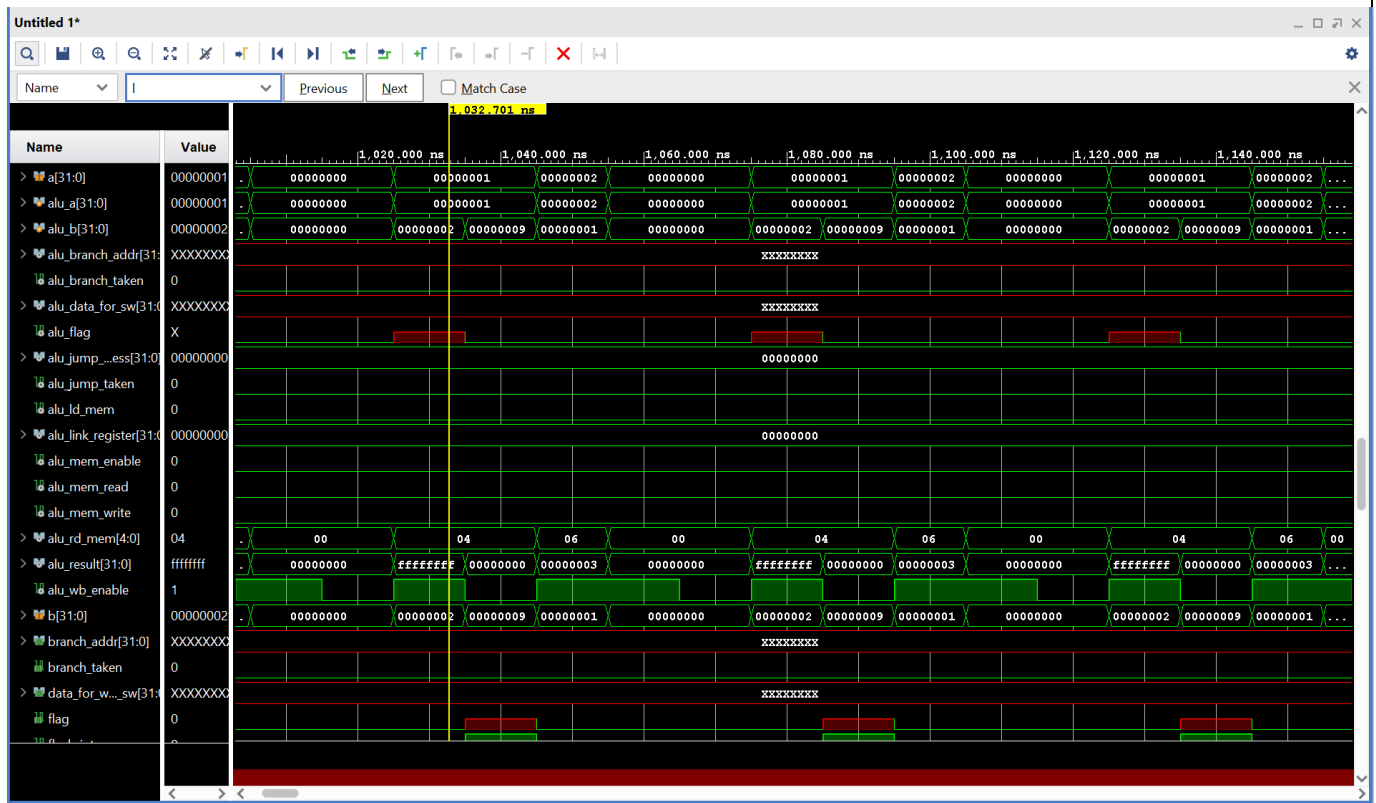 Untitled 1*
Name Previous Next Match Case
1,032.701 ns
Name Value
1,020.000 ns 1,040.000 ns 1,060.000 ns 1,080.000 ns 1,100.000 ns 1,120.000 ns 1,140.000 ns
a[31:0] 00000001 . 00000000 00000001 00000002 00000000 00000001 00000002 00000000 00000001 00000002 ...
alu_a[31:0] 00000001 . 00000000 00000001 00000002 00000000 00000001 00000002 00000000 00000001 00000002 ...
alu_b[31:0] 00000002 . 00000000 00000002 00000009 00000001 00000000 00000002 00000009 00000001 00000000 00000002 00000009 00000001 ...
alu_branch_addr[31: XXXXXXXX XXXXXXXX
alu_branch_taken 0
alu_data_for_sw[31:0 XXXXXXXX XXXXXXXX
alu_flag X
alu_jump_...ess[31:0] 00000000 00000000
alu_jump_taken 0
alu_ld_mem 0
alu_link_register[31:0 00000000 00000000
alu_mem_enable 0
alu_mem_read 0
alu_mem_write 0
alu_rd_mem[4:0] 04 . 00 04 06 00 04 06 00 04 06 00
alu_result[31:0] ffffffff . 00000000 ffffffff 00000000 00000003 00000000 ffffffff 00000000 00000003 00000000 ffffffff 00000000 00000003 ...
alu_wb_enable 1
b[31:0] 00000002 . 00000000 00000002 00000009 00000001 00000000 00000002 00000009 00000001 00000000 00000002 00000009 00000001 ...
branch_addr[31:0] XXXXXXXX XXXXXXXX
branch_taken 0
data_for_w..._sw[31:0 XXXXXXXX XXXXXXXX
flag 0